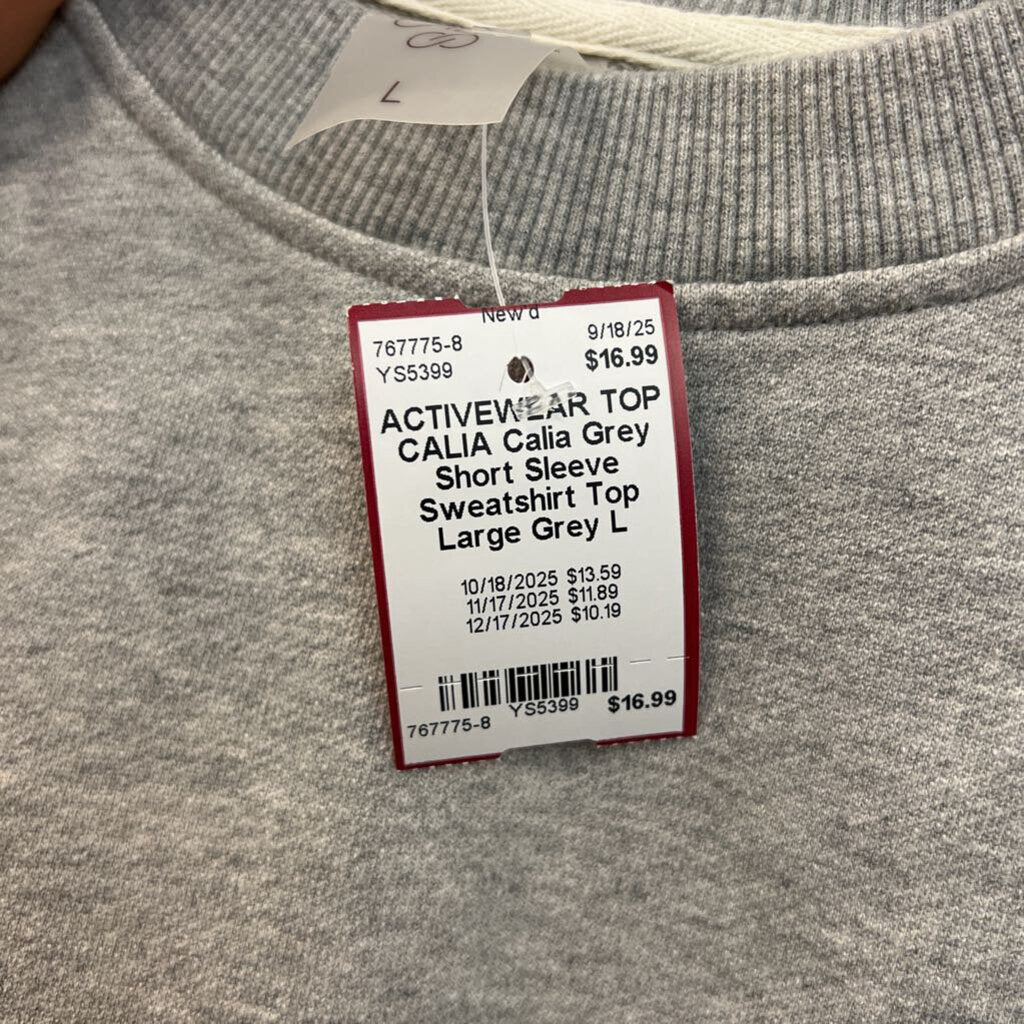 L
767775-8
9/18/25
YS5399
$16.99
ACTIVEWEAR TOP
CALIA Calia Grey
Short Sleeve
Sweatshirt Top
Large Grey L
10/18/2025 $13.59
11/17/2025 $11.89
12/17/2025 $10.19
767775-8
YS5399
$16.99